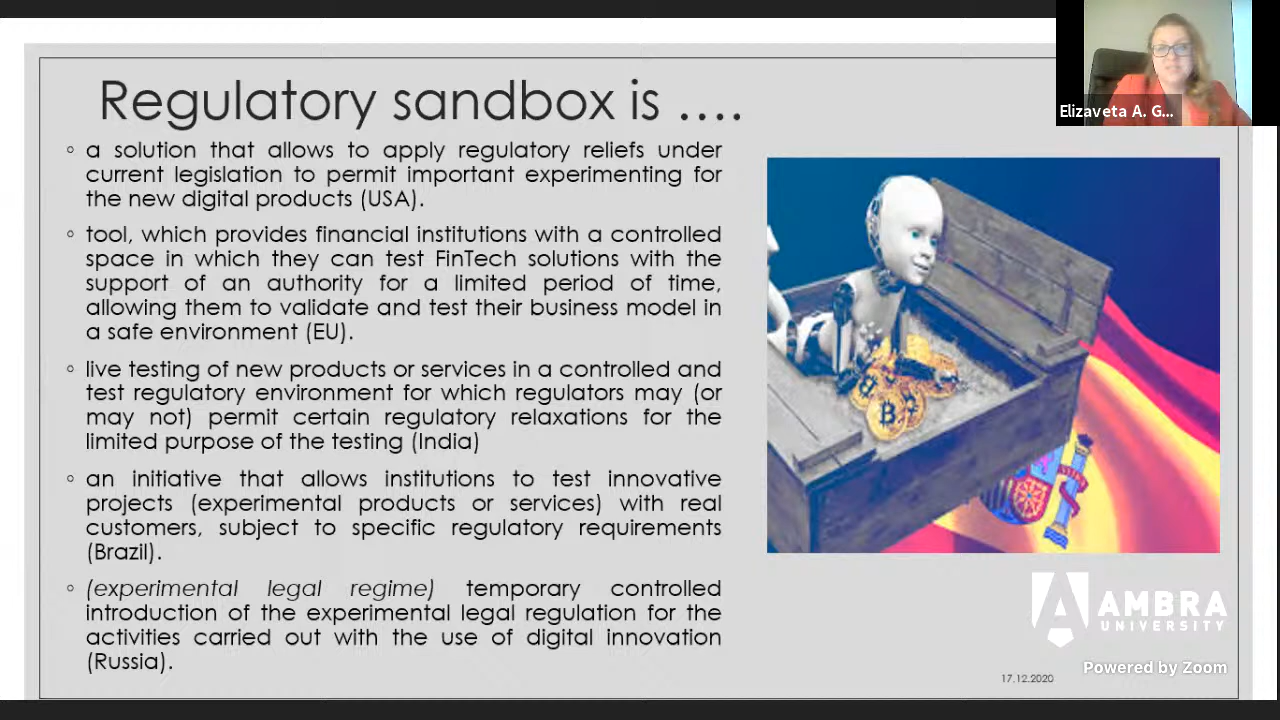 Regulatory sandbox is ....
◦ a solution that allows to apply regulatory reliefs under
current legislation to permit important experimenting for
the new digital products (USA).
◦ tool, which provides financial institutions with a controlled
space in which they can test FinTech solutions with the
support of an authority for a limited period of time,
allowing them to validate and test their business model in
a safe environment (EU).
◦ live testing of new products or services in a controlled and
test regulatory environment for which regulators may (or
may not) permit certain regulatory relaxations for the
limited purpose of the testing (India)
◦ an initiative that allows institutions to test innovative
projects (experimental products or services) with real
customers, subject to specific regulatory requirements
(Brazil).
◦ (experimental legal regime) temporary controlled
introduction of the experimental legal regulation for the
activities carried out with the use of digital innovation
(Russia).
Elizaveta A. G...
AMBRA
UNIVERSITY
Powered by Zoom
17.12.2020